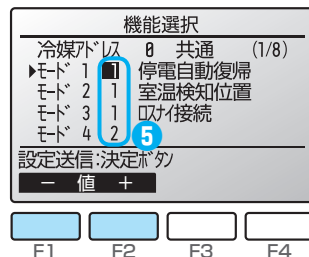 機能選択
冷媒アドレス 0 共通 (1/8)
▶モード 1 1 停電自動復帰
モード 2 1 室温検知位置
モード 3 1 ロスナイ接続
モード 4 2
5
設定送信:決定ボタン
− 値 +
F1 F2 F3 F4